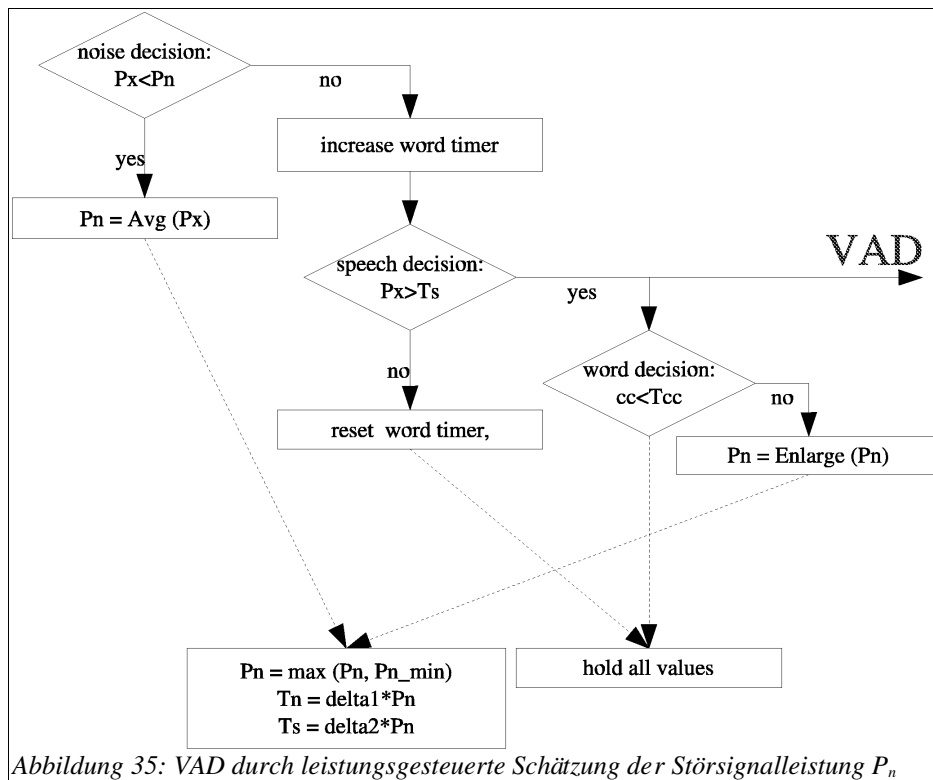 noise decision:
Px<Pn
no
increase word timer
yes
Pn = Avg (Px)
speech decision:
Px>Ts
VAD
yes
no
word decision:
cc<Tcc
no
reset word timer,
Pn = Enlarge (Pn)
Pn = max (Pn, Pn_min)
Tn = delta1*Pn
Ts = delta2*Pn
hold all values
Abbildung 35: VAD durch leistungsgesteuerte Schätzung der Störsignalleistung Pn